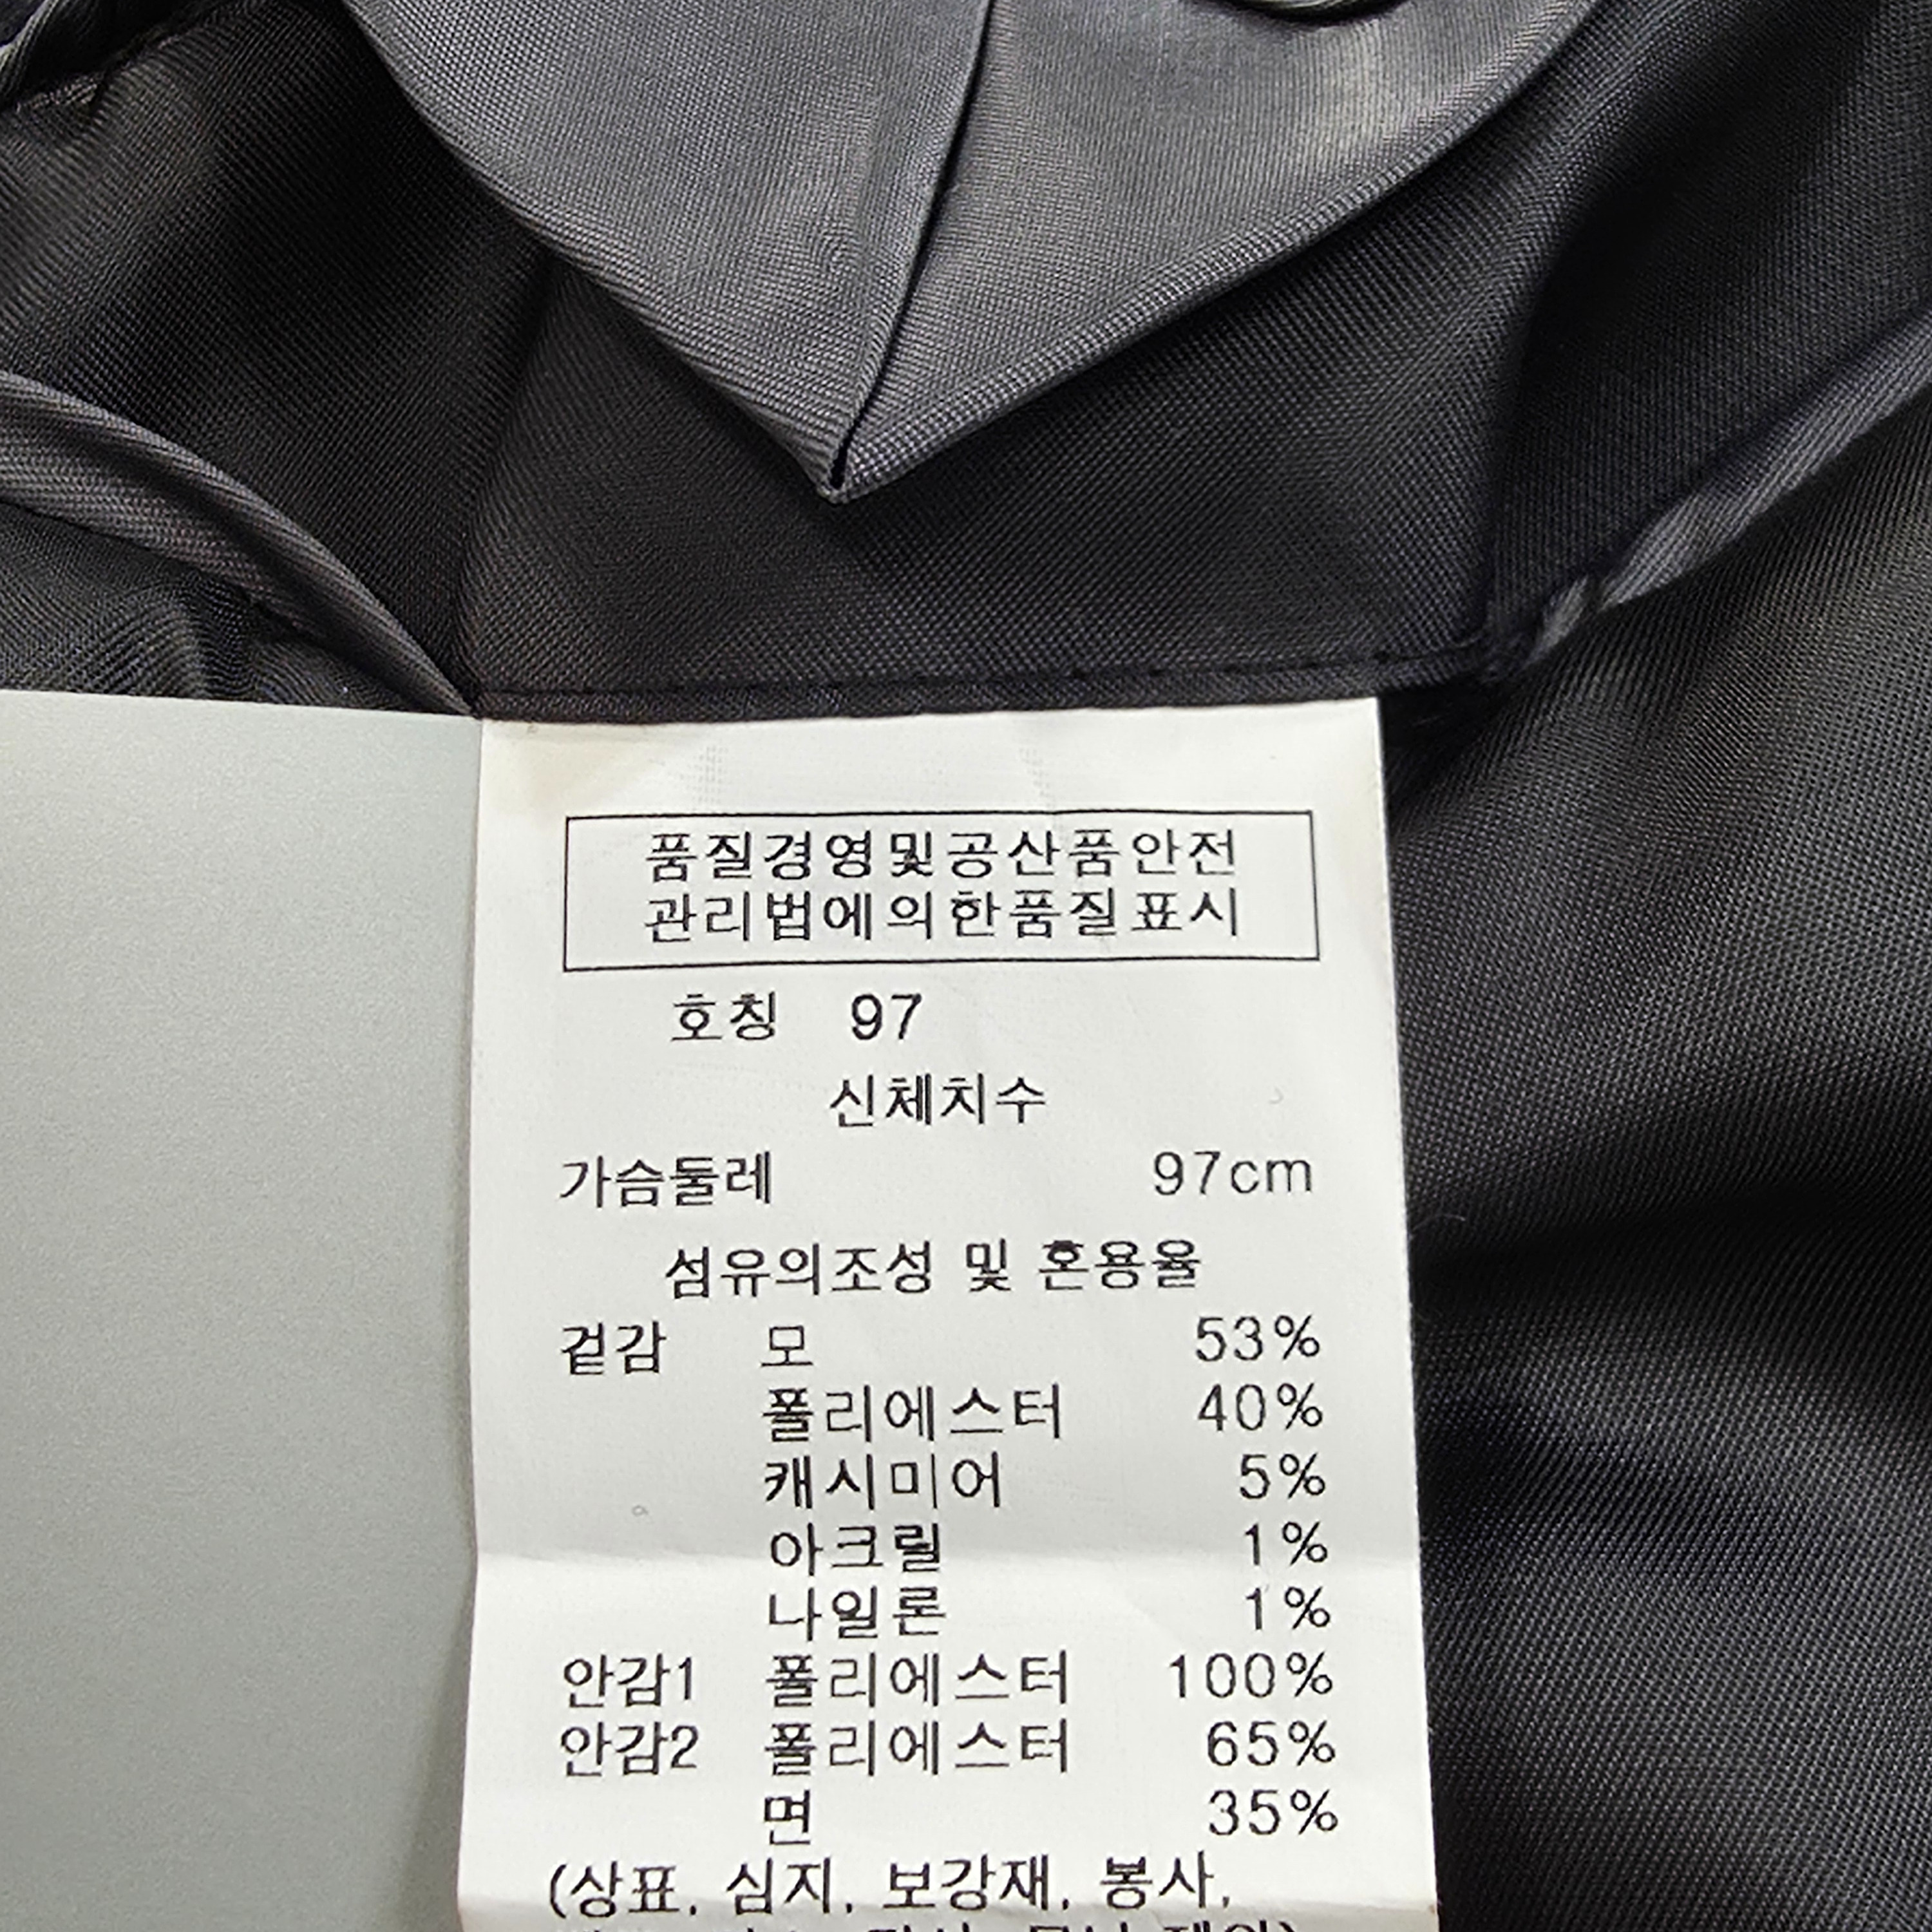 품질경영및공산품안전
관리법에의한품질표시
호칭 97
신체치수
가슴둘레 97cm
섬유의조성 및 혼용율
겉감 모 53%
폴리에스터 40%
캐시미어 5%
아크릴 1%
나일론 1%
안감1 폴리에스터 100%
안감2 폴리에스터 65%
면 35%
(상표, 심지, 보강재, 봉사,